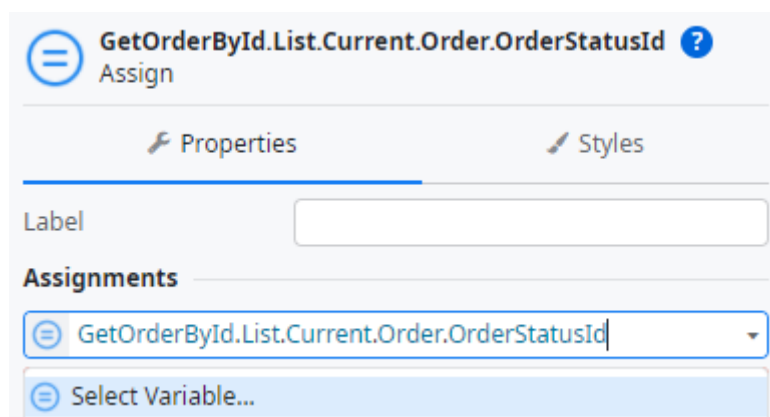 GetOrderById.List.Current.Order.OrderStatusId ?
Assign
Properties Styles
Label
Assignments
GetOrderById.List.Current.Order.OrderStatusId
Select Variable...